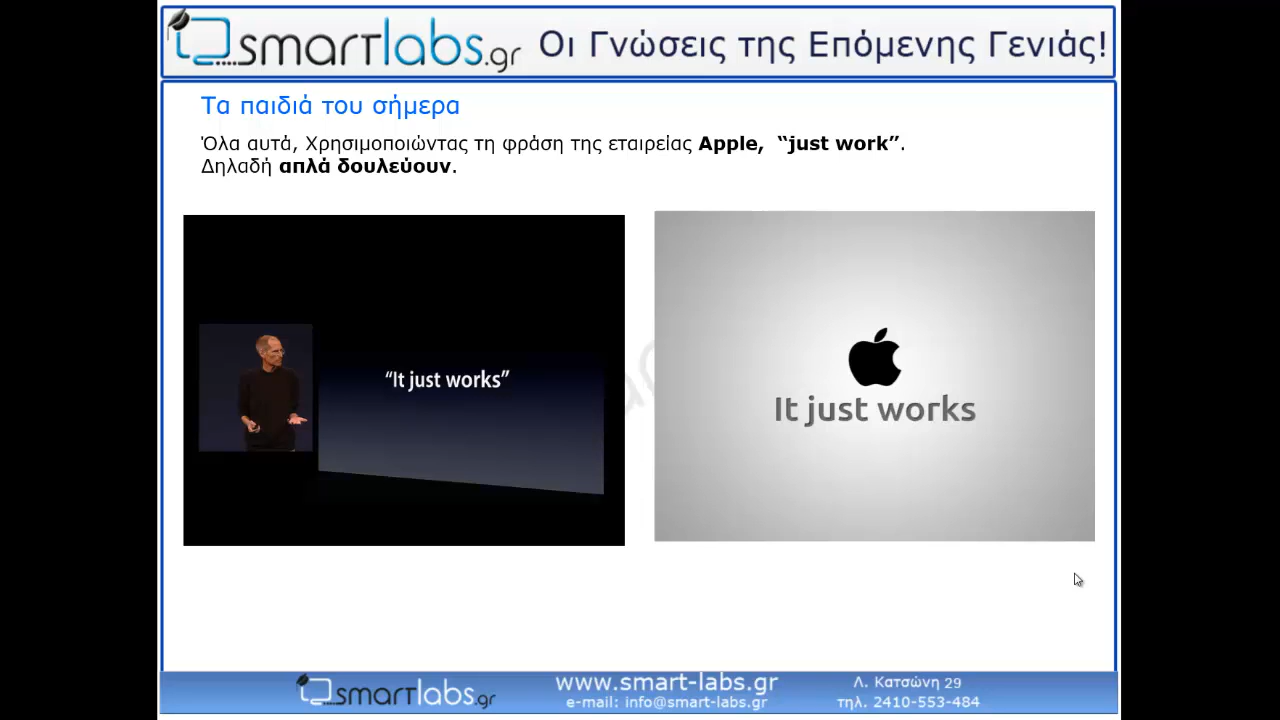 smartlabs.gr Οι Γνώσεις της Επόμενης Γενιάς!
Τα παιδιά του σήμερα
Όλα αυτά, Χρησιμοποιώντας τη φράση της εταιρείας Apple, “just work”.
Δηλαδή απλά δουλεύουν.
“It just works”
It just works
smartlabs.gr
www.smart-labs.gr
e-mail: info@smart-labs.gr
Λ. Κατσώνη 29
τηλ. 2410-553-484